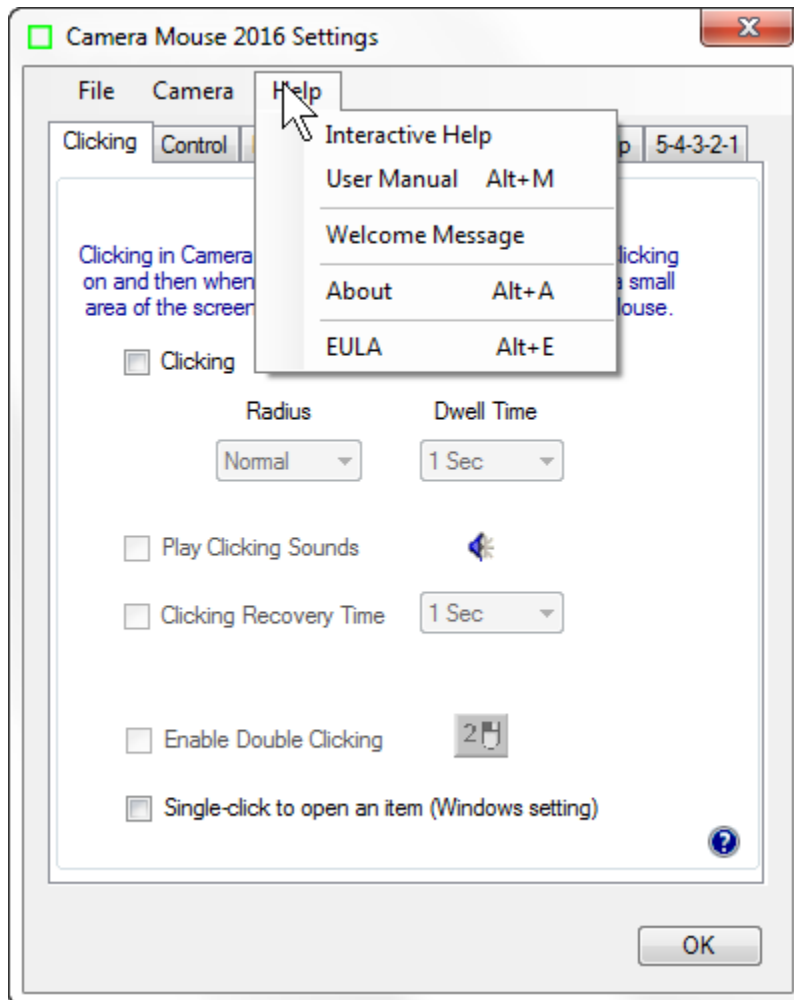 Camera Mouse 2016 Settings
File Camera Help
Clicking Control 5-4-3-2-1
Interactive Help
User Manual Alt+M
Welcome Message
About Alt+A
EULA Alt+E
Clicking in Camera
on and then when small
area of the screen
Clicking
Radius Dwell Time
Normal 1 Sec
Play Clicking Sounds
Clicking Recovery Time 1 Sec
Enable Double Clicking 2
Single-click to open an item (Windows setting)
?
OK